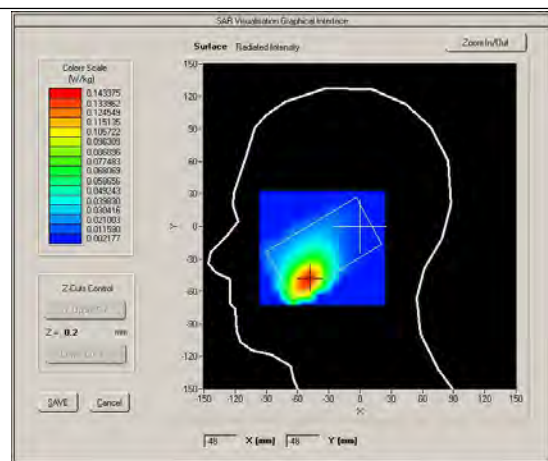 SAR Visualisation Graphical Interface
Surface Radiated Intensity
Zoom In/Out
Colors Scale
(W/kg)
0.143375
0.133962
0.124549
0.115135
0.105722
0.096309
0.086896
0.077483
0.068069
0.058656
0.049243
0.039830
0.030416
0.021003
0.011590
0.002177
150
120
90
60
30
0
-30
-60
-90
-120
-150
Y
-150 -120 -90 -60 -30 0 30 60 90 120 150
X
Z-Cuts Control
Z = 0.2 mm
SAVE Cancel
-48 X (mm) -48 Y (mm)